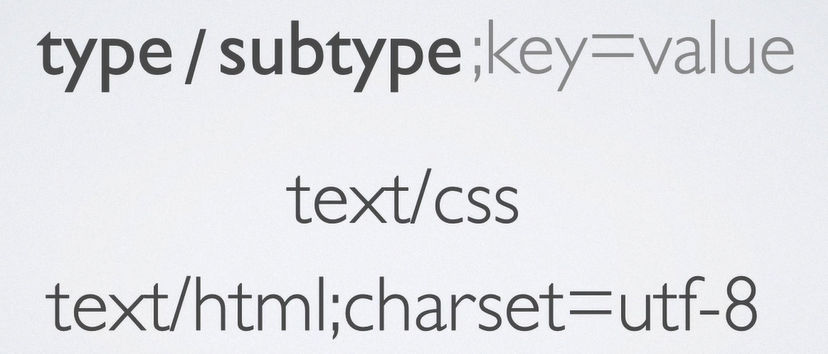 type / subtype ;key=value
text/css
text/html;charset=utf-8